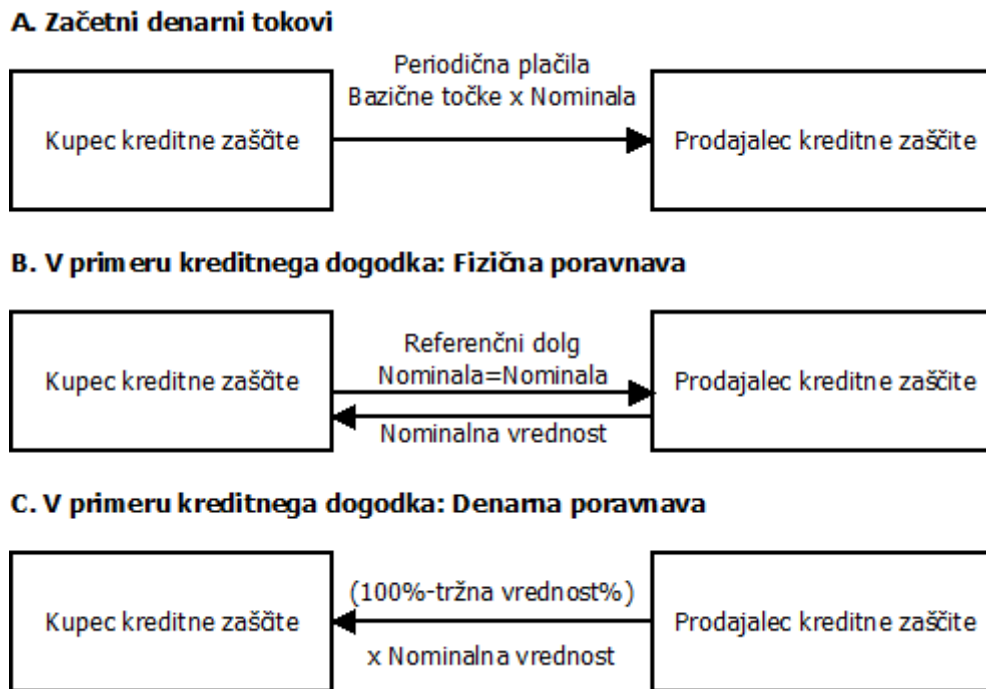 A. Začetni denarni tokovi
Periodična plačila
Bazične točke x Nominala
Kupec kreditne zaščite
Prodajalec kreditne zaščite
B. V primeru kreditnega dogodka: Fizična poravnava
Referenčni dolg
Nominala=Nominala
Kupec kreditne zaščite
Prodajalec kreditne zaščite
Nominalna vrednost
C. V primeru kreditnega dogodka: Denarna poravnava
(100%-tržna vrednost%)
Kupec kreditne zaščite
Prodajalec kreditne zaščite
x Nominalna vrednost